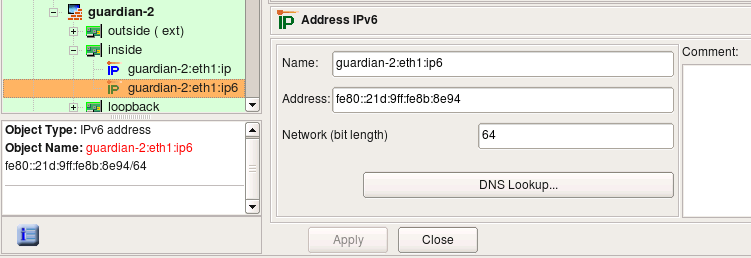 guardian-2
outside ( ext)
inside
guardian-2:eth1:ip
guardian-2:eth1:ip6
loopback
Object Type: IPv6 address
Object Name: guardian-2:eth1:ip6
fe80::21d:9ff:fe8b:8e94/64
IP Address IPv6
Name: guardian-2:eth1:ip6
Address: fe80::21d:9ff:fe8b:8e94
Network (bit length) 64
DNS Lookup...
Comment:
Apply Close